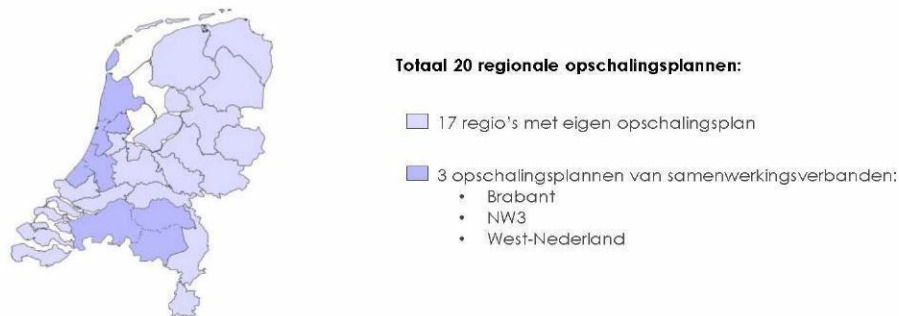 Totaal 20 regionale opschalingsplannen:
17 regio's met eigen opschalingsplan
3 opschalingsplannen van samenwerkingsverbanden:
• Brabant
• NW3
• West-Nederland